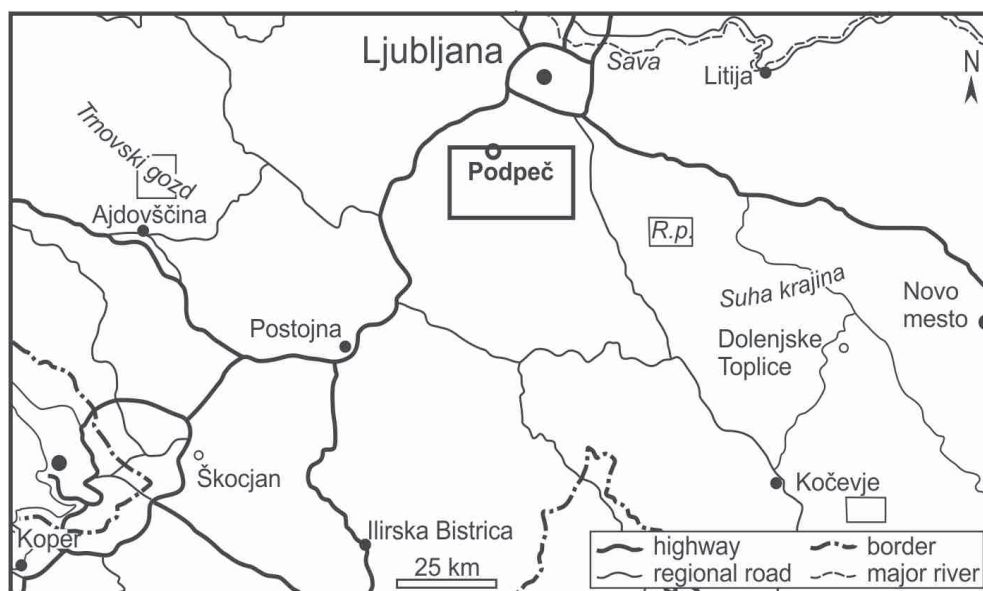 Ljubljana
Sava
Litija
N
Trnovski gozd
Podpeč
Ajdovščina
R.p.
Suha krajina
Novo
mesto
Postojna
Dolenjske
Toplice
Škocjan
Kočevje
Ilirska Bistrica
Koper
25 km
highway
border
regional road
major river